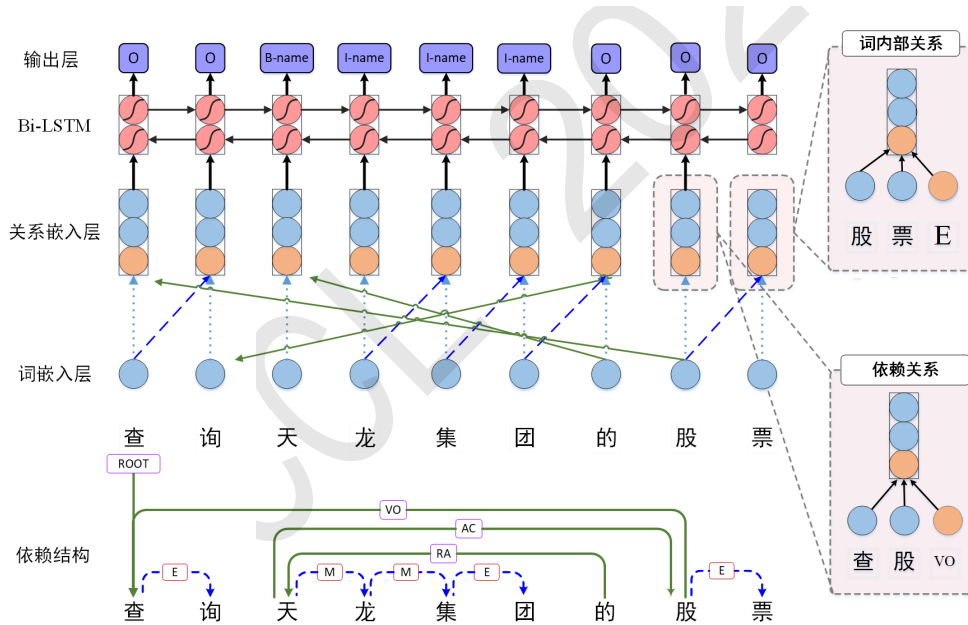 输出层 O O B-name I-name I-name I-name O O O
Bi-LSTM
关系嵌入层
词嵌入层
查 询 天 龙 集 团 的 股 票
ROOT
VO
AC
RA
依赖结构
E M M E E
查 询 天 龙 集 团 的 股 票
词内部关系
股 票 E
依赖关系
查 股 VO